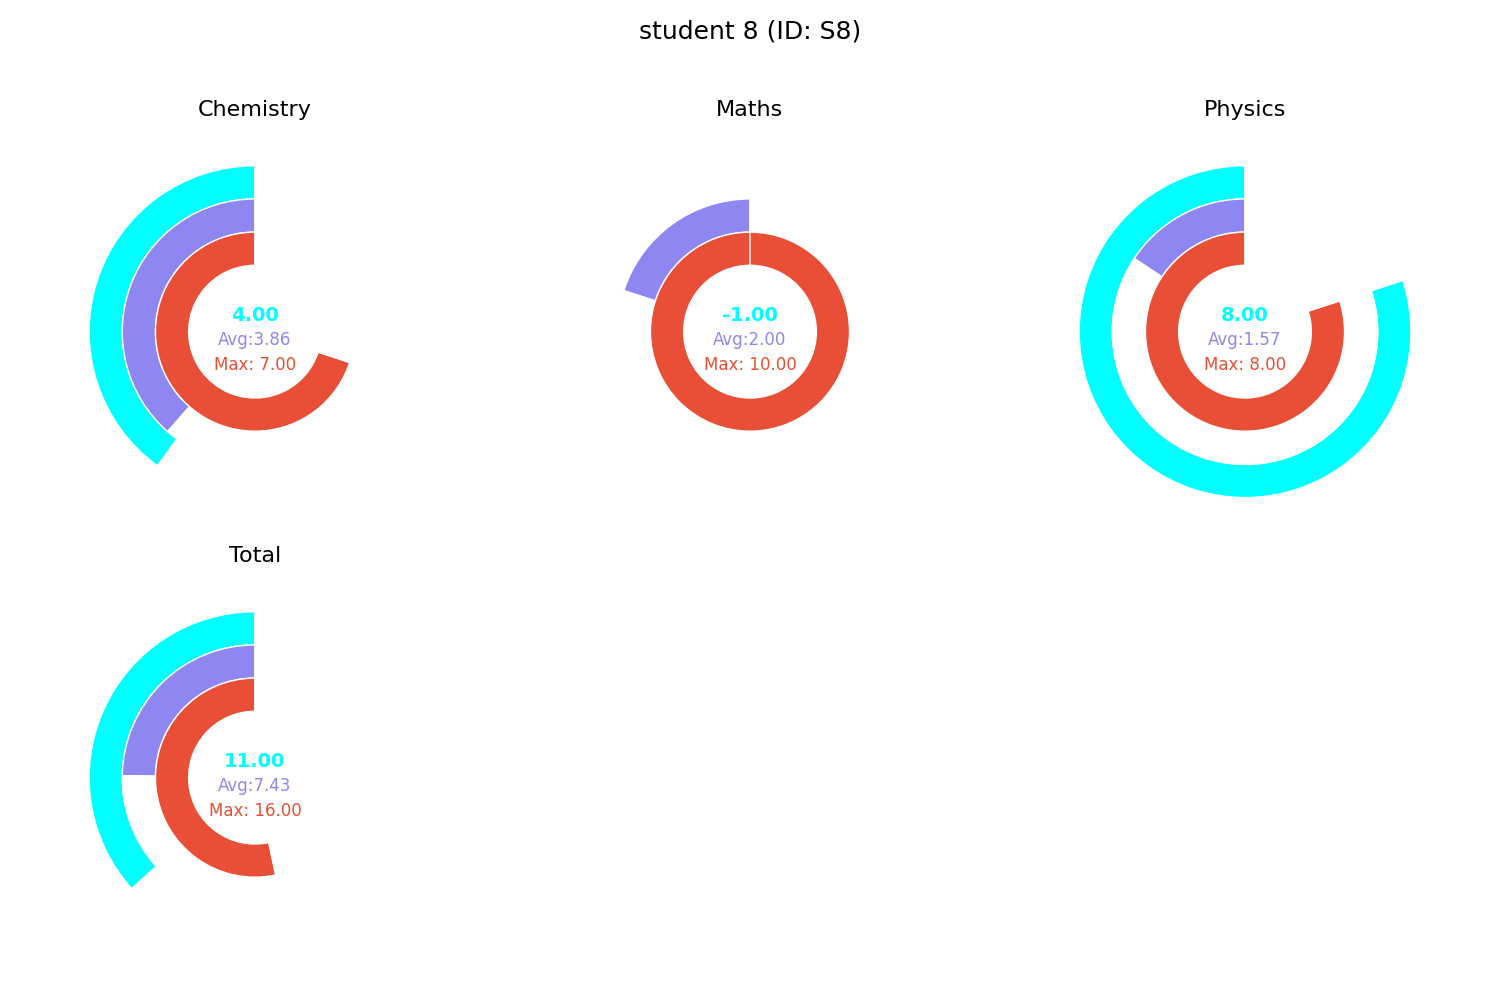 student 8 (ID: S8)
Chemistry
4.00
Avg:3.86
Max: 7.00
Maths
-1.00
Avg:2.00
Max: 10.00
Physics
8.00
Avg:1.57
Max: 8.00
Total
11.00
Avg:7.43
Max: 16.00